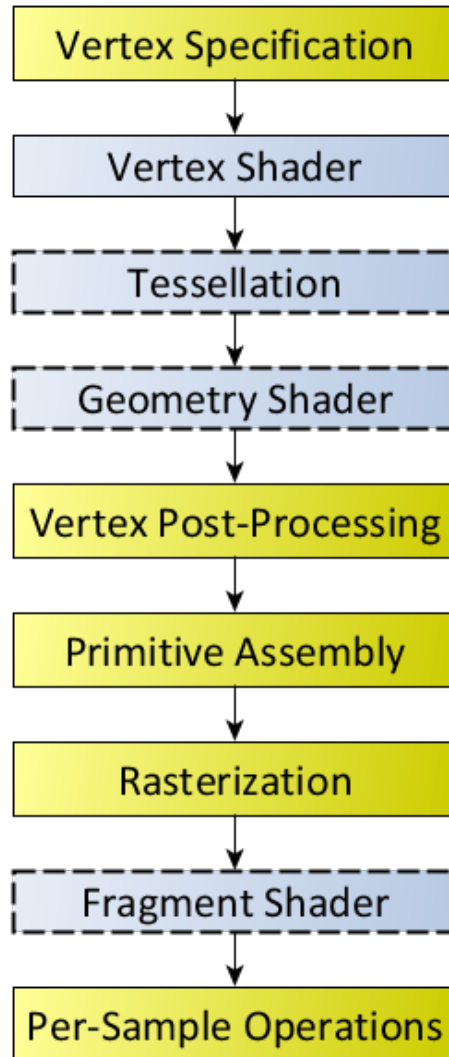 Vertex Specification
Vertex Shader
Tessellation
Geometry Shader
Vertex Post-Processing
Primitive Assembly
Rasterization
Fragment Shader
Per-Sample Operations